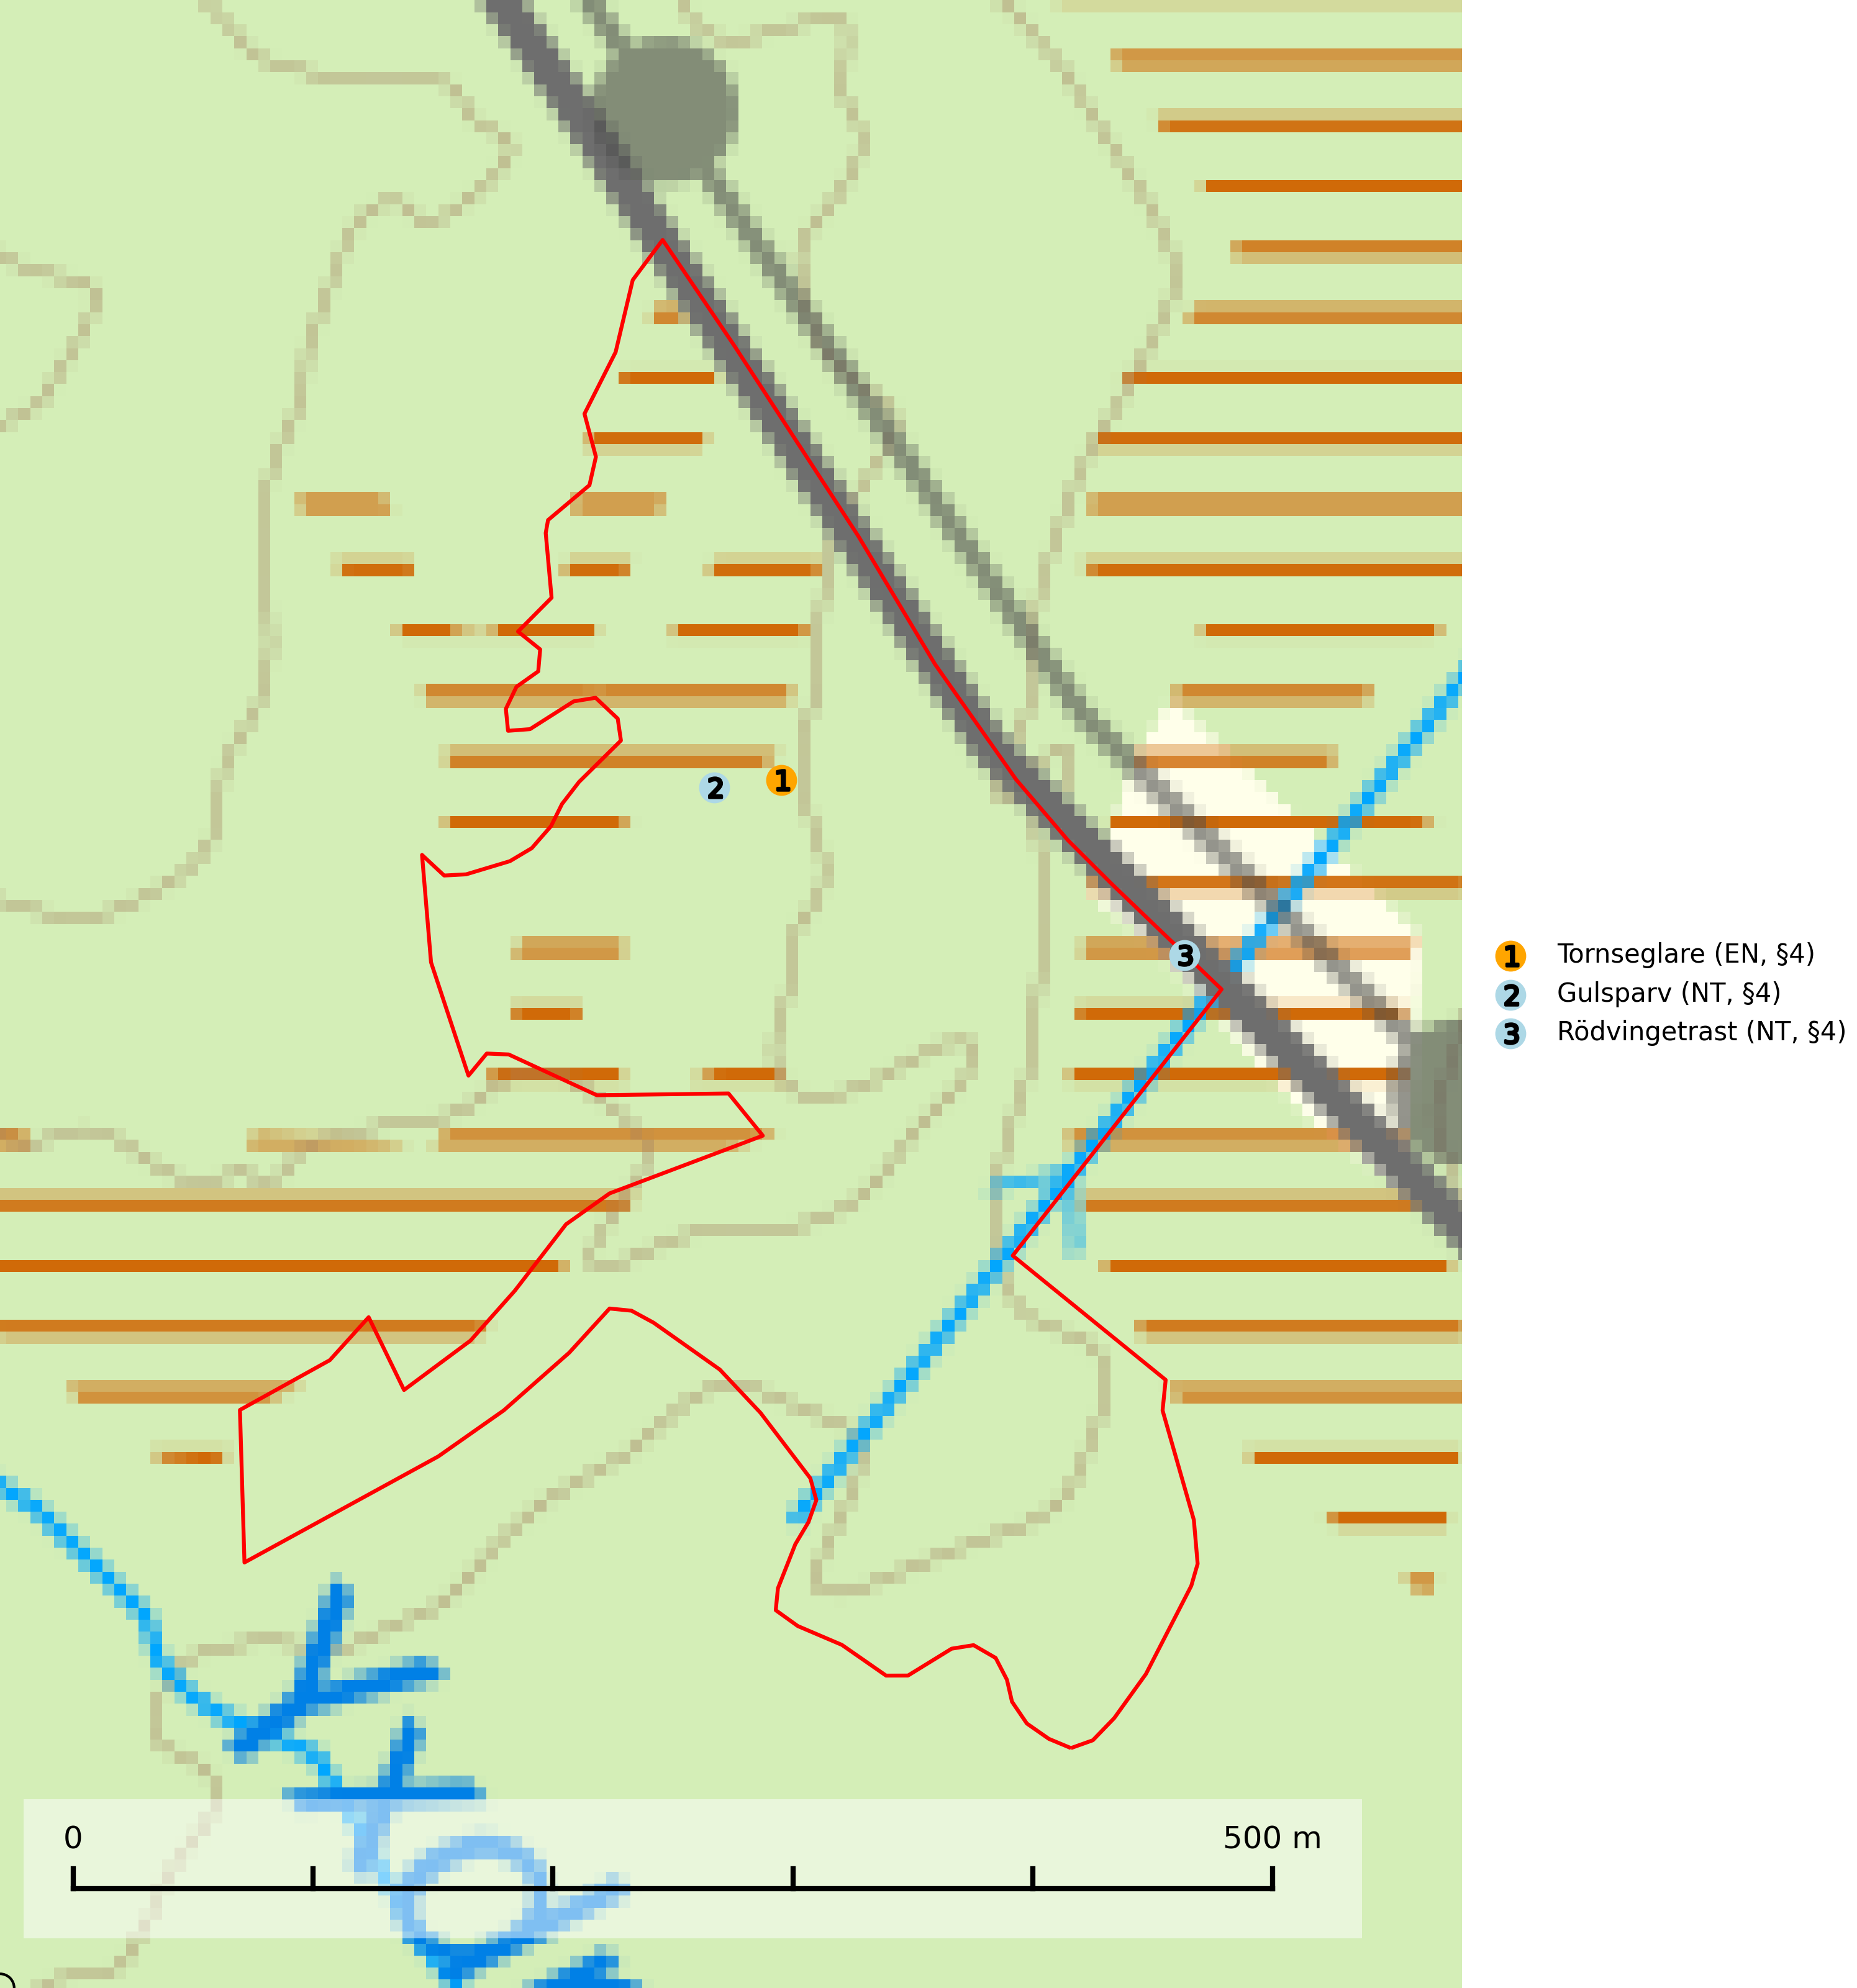 2 1
3
1 Tornseglare (EN, §4)
2 Gulsparv (NT, §4)
3 Rödvingetrast (NT, §4)
0 500 m